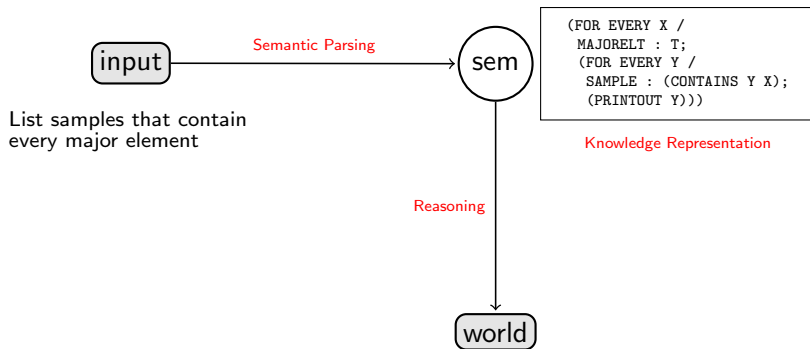 input
Semantic Parsing
sem
(FOR EVERY X /
MAJORELT : T;
(FOR EVERY Y /
SAMPLE : (CONTAINS Y X);
(PRINTOUT Y)))
List samples that contain
every major element
Knowledge Representation
Reasoning
world